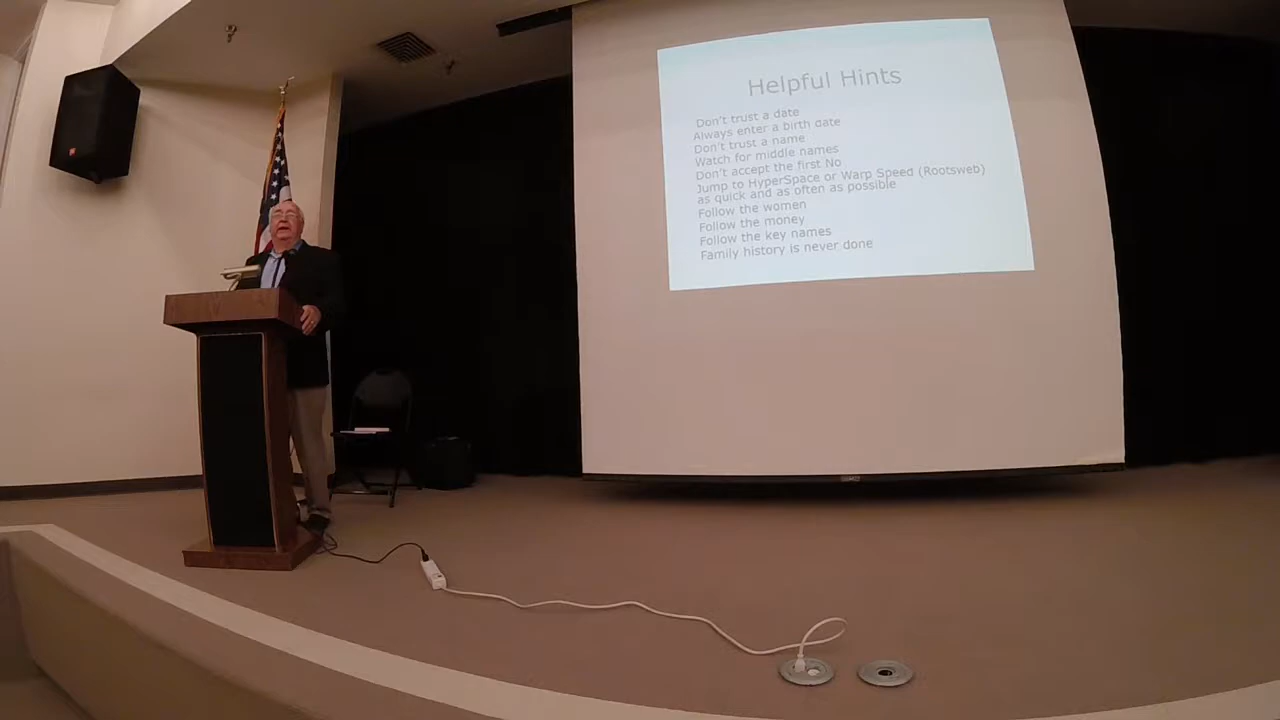 Helpful Hints
Don't trust a date
Always enter a birth date
Don't trust a name
Watch for middle names
Don't accept the first No
Jump to HyperSpace or Warp Speed (Rootsweb)
as quick and as often as possible
Follow the women
Follow the money
Follow the key names
Family history is never done